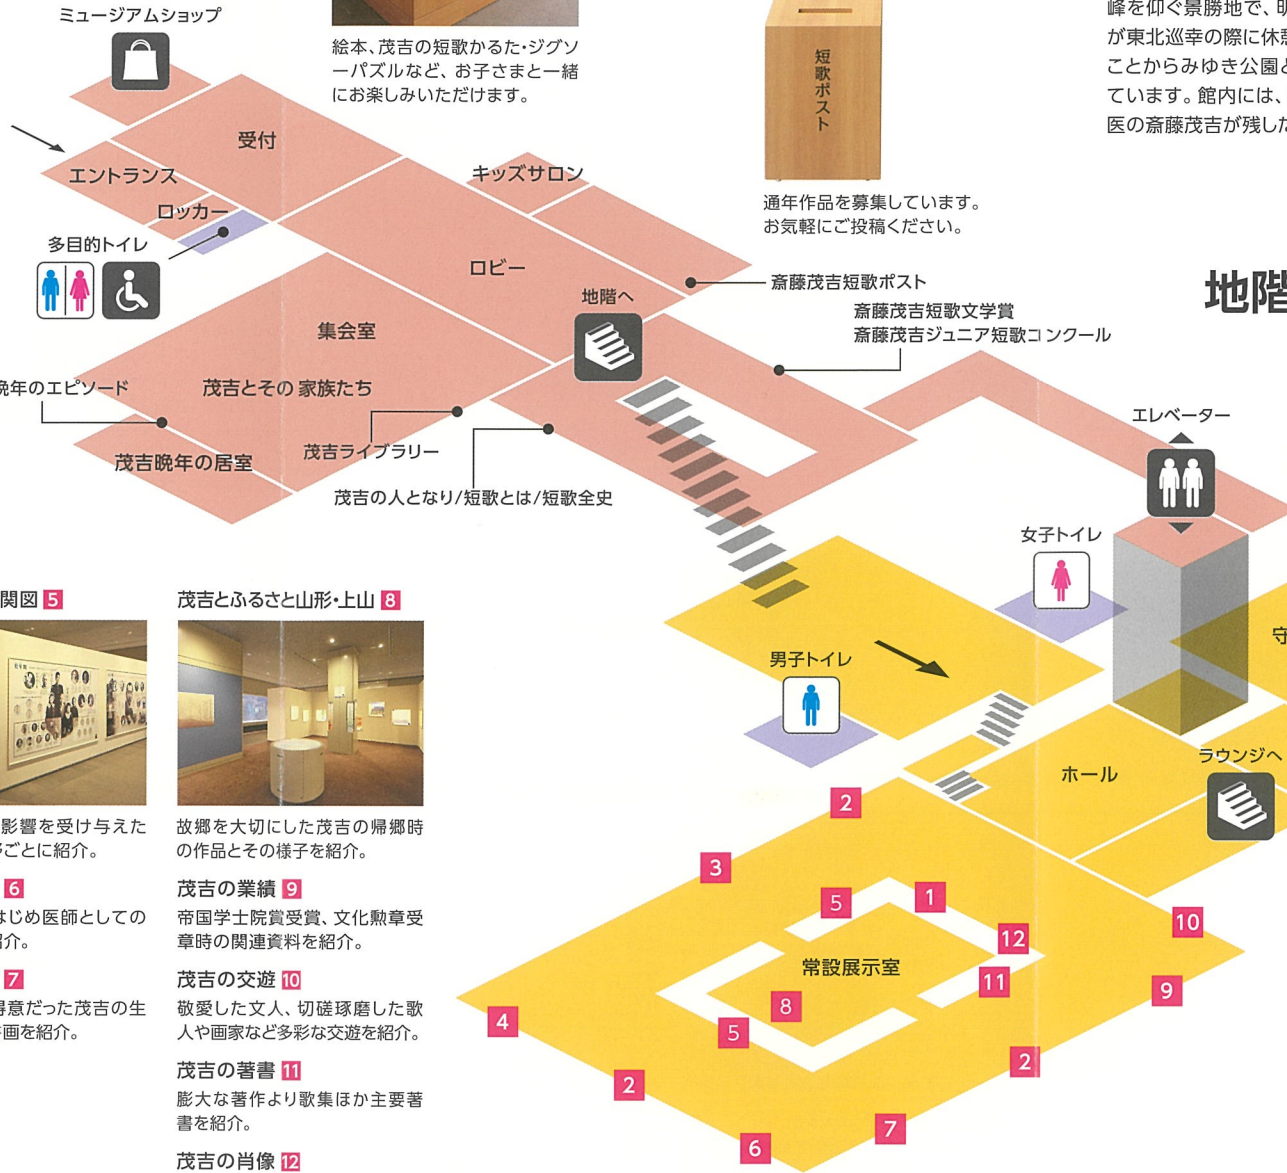 ミュージアムショップ
絵本、茂吉の短歌かるた・ジグソ
ーパズルなど、お子さまと一緒
にお楽しみいただけます。
短歌ポスト
通年作品を募集しています。
お気軽にご投稿ください。
峰を仰ぐ景勝地で、明
が東北巡幸の際に休憩
ことからみゆき公園と
ています。館内には、
医の斎藤茂吉が残した
受付
エントランス
ロッカー
多目的トイレ
キッズサロン
ロビー
地階へ
斎藤茂吉短歌ポスト
斎藤茂吉短歌文学賞
斎藤茂吉ジュニア短歌コンクール
地階
集会室
茂吉とその家族たち
晩年のエピソード
茂吉ライブラリー
茂吉晩年の居室
茂吉の人となり/短歌とは/短歌全史
エレベーター
女子トイレ
男子トイレ
守
ホール
ラウンジへ
常設展示室
2
3
5
1
12
10
11
9
8
5
4
2
2
7
6
関図 5
影響を受け与えた
ごとに紹介。
6
はじめ医師としての
介。
7
得意だった茂吉の生
画を紹介。
茂吉とふるさと山形・上山 8
故郷を大切にした茂吉の帰郷時
の作品とその様子を紹介。
茂吉の業績 9
帝国学士院賞受賞、文化勲章受
章時の関連資料を紹介。
茂吉の交遊 10
敬愛した文人、切磋琢磨した歌
人や画家など多彩な交遊を紹介。
茂吉の著書 11
膨大な著作より歌集ほか主要著
書を紹介。
茂吉の肖像 12